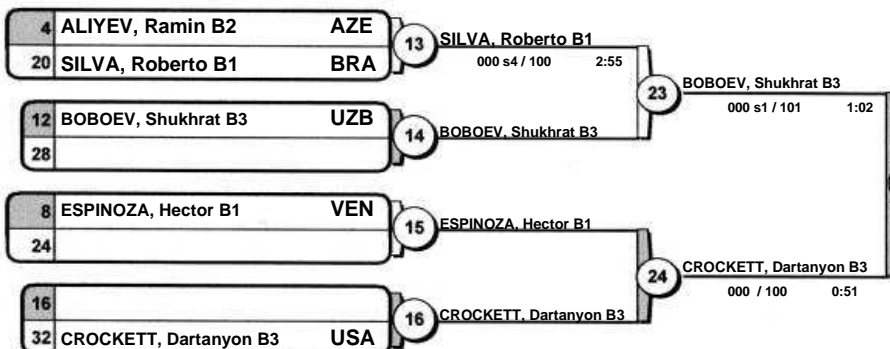 4 ALIYEV, Ramin B2 AZE
20 SILVA, Roberto B1 BRA
13 SILVA, Roberto B1
000 s4 / 100 2:55
12 BOBOEV, Shukhrat B3 UZB
28
14 BOBOEV, Shukhrat B3
23 BOBOEV, Shukhrat B3
000 s1 / 101 1:02
8 ESPINOZA, Hector B1 VEN
24
15 ESPINOZA, Hector B1
16
32 CROCKETT, Dartanyon B3 USA
16 CROCKETT, Dartanyon B3
24 CROCKETT, Dartanyon B3
000 / 100 0:51